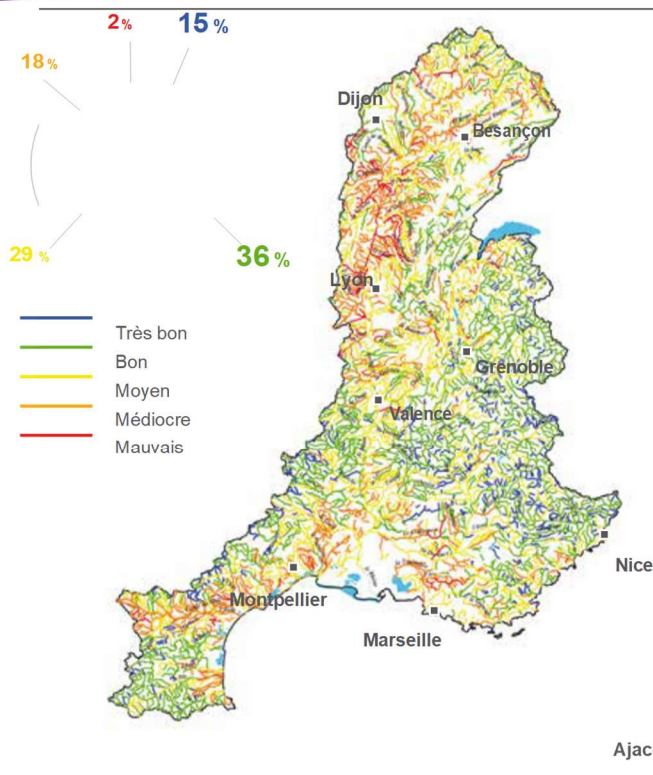 2 %
15 %
18 %
29 %
36 %
Très bon
Bon
Moyen
Médiocre
Mauvais
Dijon
Besançon
Lyon
Grenoble
Valence
Nice
Montpellier
Marseille